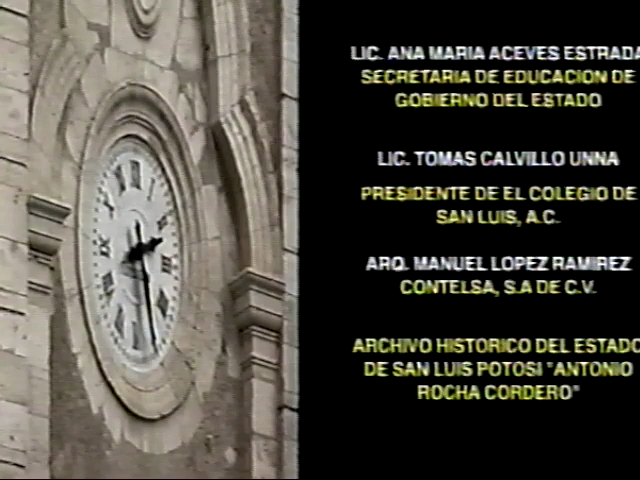 LIC. ANA MARIA ACEVES ESTRADA
SECRETARIA DE EDUCACION DE
GOBIERNO DEL ESTADO
LIC. TOMAS CALVILLO UNNA
PRESIDENTE DE EL COLEGIO DE
SAN LUIS, A.C.
ARQ. MANUEL LOPEZ RAMIREZ
CONTELSA, S.A DE C.V.
ARCHIVO HISTORICO DEL ESTADO
DE SAN LUIS POTOSI "ANTONIO
ROCHA CORDERO"